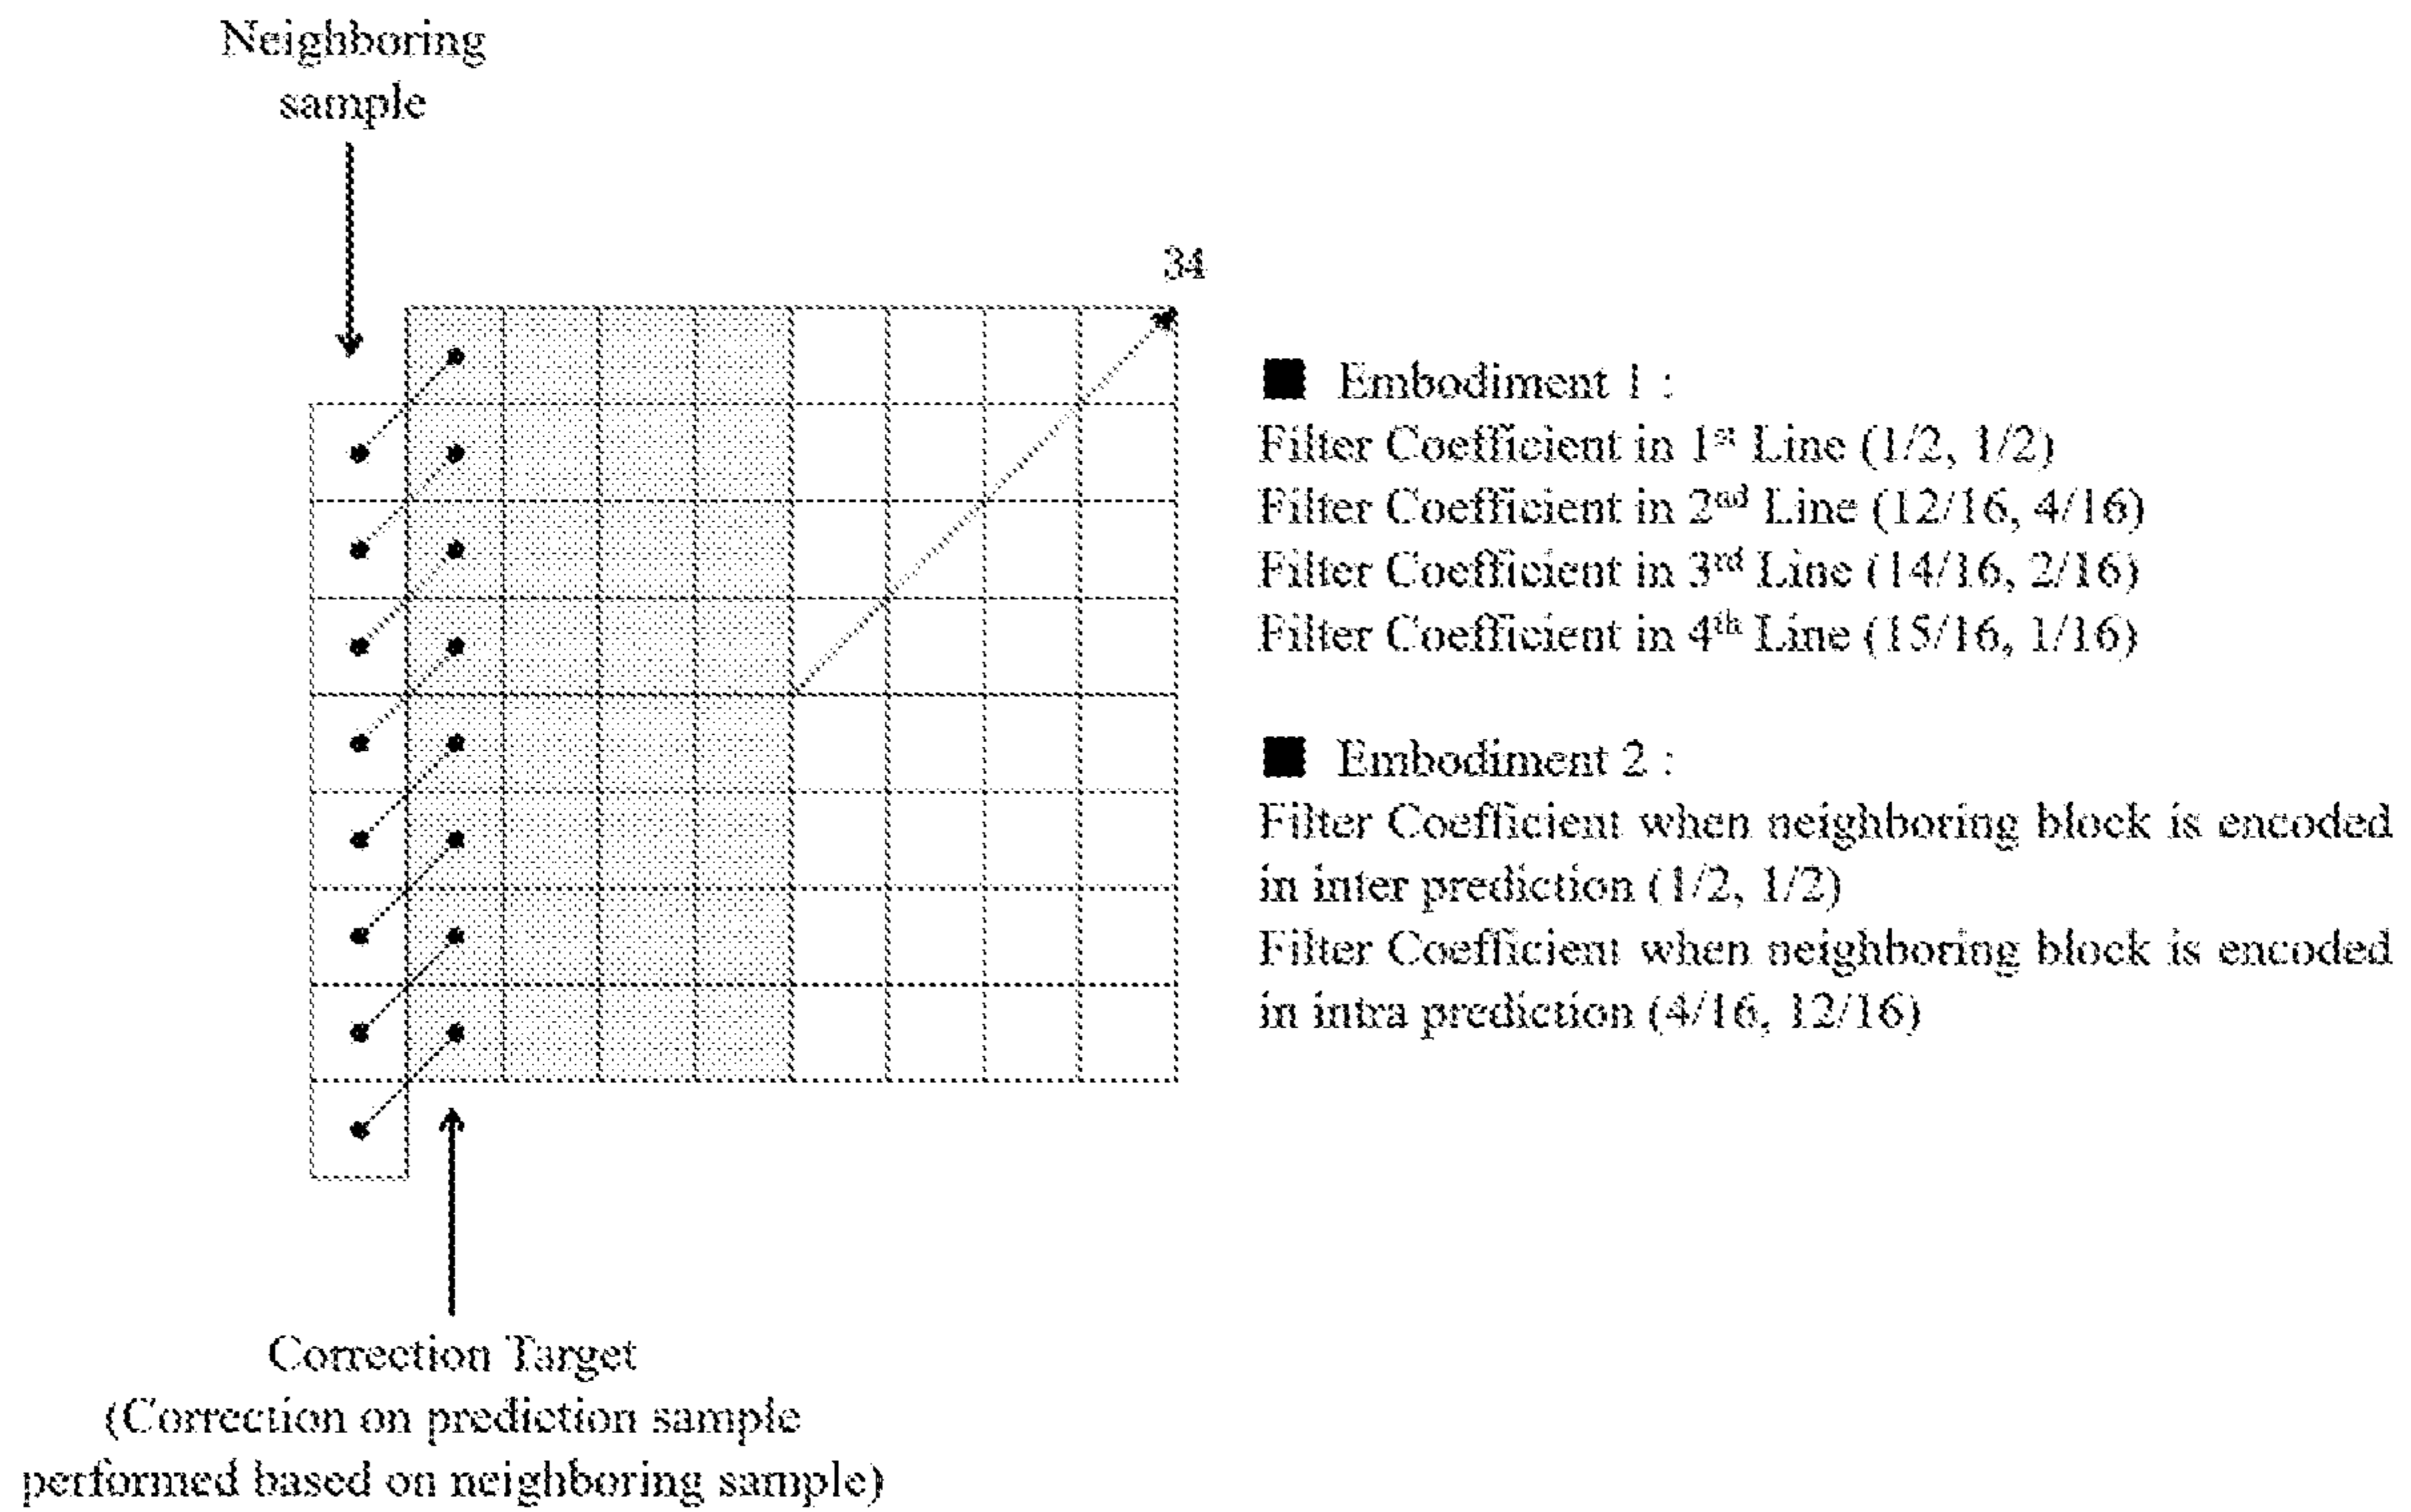 Neighboring
sample
34
■ Embodiment 1 :
Filter Coefficient in 1st Line (1/2, 1/2)
Filter Coefficient in 2nd Line (12/16, 4/16)
Filter Coefficient in 3rd Line (14/16, 2/16)
Filter Coefficient in 4th Line (15/16, 1/16)
■ Embodiment 2 :
Filter Coefficient when neighboring block is encoded
in inter prediction (1/2, 1/2)
Filter Coefficient when neighboring block is encoded
in intra prediction (4/16, 12/16)
Correction Target
(Correction on prediction sample
performed based on neighboring sample)